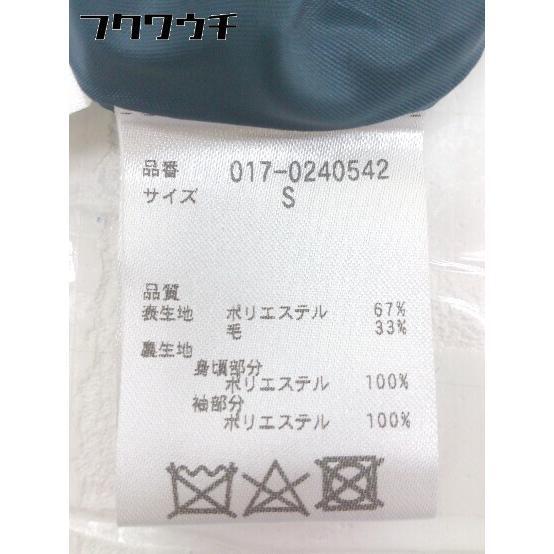 フクワウチ
品番 017-0240542
サイズ S
品質
表生地 ポリエステル 67%
毛 33%
裏生地
身頃部分
ポリエステル 100%
袖部分
ポリエステル 100%